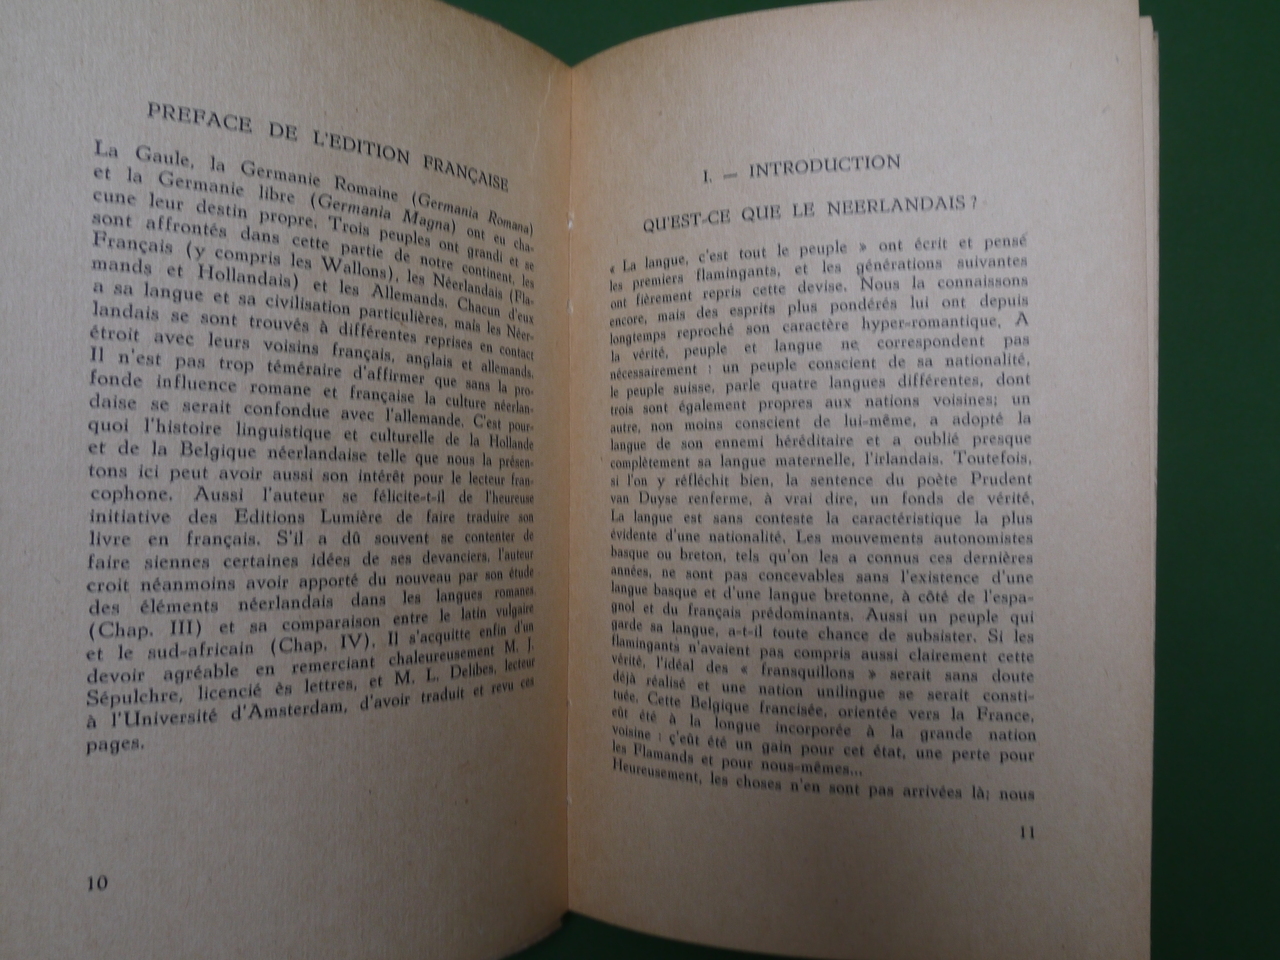 PREFACE DE L'EDITION FRANÇAISE
La Gaule, la Germanie Romaine (Germania Romana)
et la Germanie libre (Germania Magna) ont eu cha-
cune leur destin propre. Trois peuples ont grandi et se
sont affrontés dans cette partie de notre continent, les
Français (y compris les Wallons), les Néerlandais (Fla-
mands et Hollandais) et les Allemands. Chacun d'eux
a sa langue et sa civilisation particulières, mais les Néer-
landais se sont trouvés à différentes reprises en contact
étroit avec leurs voisins français, anglais et allemands.
Il n'est pas trop téméraire d'affirmer que sans la pro-
fonde influence romane et française la culture néerlan-
daise se serait confondue avec l'allemande. C'est pour-
quoi l'histoire linguistique et culturelle de la Hollande
et de la Belgique néerlandaise telle que nous la présen-
tons ici peut avoir aussi son intérêt pour le lecteur fran-
cophone. Aussi l'auteur se félicite-t-il de l'heureuse
initiative des Editions Lumière de faire traduire son
livre en français. S'il a dû souvent se contenter de
faire siennes certaines idées de ses devanciers, l'auteur
croit néanmoins avoir apporté du nouveau par son étude
des éléments néerlandais dans les langues romanes.
(Chap. III) et sa comparaison entre le latin vulgaire
et le sud-africain (Chap. IV). Il s'acquitte enfin d'un
devoir agréable en remerciant chaleureusement M. J.
Sépulchre, licencié ès lettres, et M. L. Delibes, lecteur
à l'Université d'Amsterdam, d'avoir traduit et revu ces
pages.
10
I. — INTRODUCTION
QU'EST-CE QUE LE NEERLANDAIS ?
« La langue, c'est tout le peuple » ont écrit et pensé
les premiers flamingants, et les générations suivantes
ont fièrement repris cette devise. Nous la connaissons
encore, mais des esprits plus pondérés lui ont depuis
longtemps reproché son caractère hyper-romantique. A
la vérité, peuple et langue ne correspondent pas
nécessairement : un peuple conscient de sa nationalité,
le peuple suisse, parle quatre langues différentes, dont
trois sont également propres aux nations voisines; un
autre, non moins conscient de lui-même, a adopté la
langue de son ennemi héréditaire et a oublié presque
complètement sa langue maternelle, l'irlandais. Toutefois,
si l'on y réfléchit bien, la sentence du poète Prudent
van Duyse renferme, à vrai dire, un fonds de vérité.
La langue est sans conteste la caractéristique la plus
évidente d'une nationalité. Les mouvements autonomistes
basque ou breton, tels qu'on les a connus ces dernières
années, ne sont pas concevables sans l'existence d'une
langue basque et d'une langue bretonne, à côté de l'espa-
gnol et du français prédominants. Aussi un peuple qui
garde sa langue, a-t-il toute chance de subsister. Si les
flamingants n'avaient pas compris aussi clairement cette
vérité, l'idéal des « fransquillons » serait sans doute
déjà réalisé et une nation unilingue se serait consti-
tuée. Cette Belgique francisée, orientée vers la France,
eût été à la longue incorporée à la grande nation
voisine : ç'eût été un gain pour cet état, une perte pour
les Flamands et pour nous-mêmes...
Heureusement, les choses n'en sont pas arrivées là; nous
11